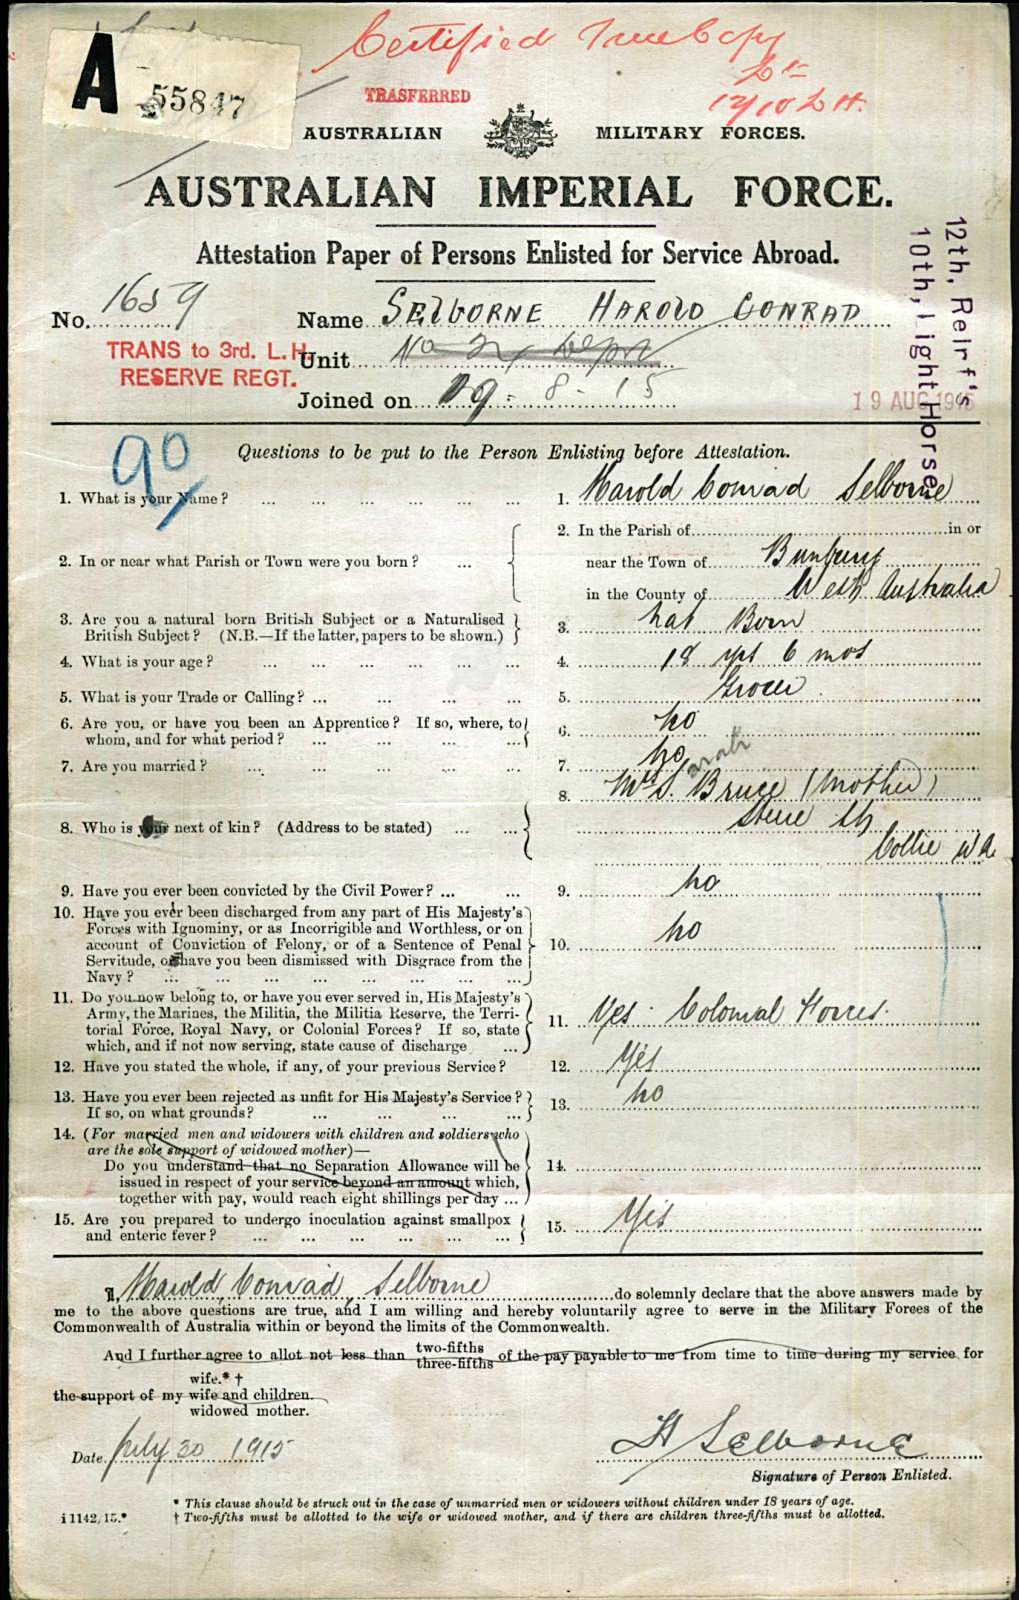 Certified True Copy
A
55847
TRASFERRED
12/10 L H.
AUSTRALIAN MILITARY FORCES.
AUSTRALIAN IMPERIAL FORCE.
Attestation Paper of Persons Enlisted for Service Abroad.
12th, Reirf's
10th, Light Horse
No. 1659 Name SELBORNE HAROLD CONRAD
TRANS to 3rd. L. H. RESERVE REGT.
Unit No Depot
Joined on 19 - 8 - 15
19 AUG 1915
90
Questions to be put to the Person Enlisting before Attestation.
1. What is your Name? ... ... ... ... ... 1. Harold Conrad Selborne
2. In or near what Parish or Town were you born? ... 2. In the Parish of in or
near the Town of Bunbury
in the County of West Australia
3. Are you a natural born British Subject or a Naturalised
British Subject? (N.B.—If the latter, papers to be shown.) 3. Nat Born
4. What is your age? ... ... ... ... ... 4. 18 yrs 6 mos
5. What is your Trade or Calling? ... ... ... ... 5. Grocer
6. Are you, or have you been an Apprentice? If so, where, to
whom, and for what period? ... ... ... ... 6. No
7. Are you married? ... ... ... ... ... 7. No
8. Who is your next of kin? (Address to be stated) ... ... 8. Mrs S. arah Bruce (Mother)
St
Collie W A
9. Have you ever been convicted by the Civil Power? ... ... 9. No
10. Have you ever been discharged from any part of His Majesty's
Forces with Ignominy, or as Incorrigible and Worthless, or on
account of Conviction of Felony, or of a Sentence of Penal
Servitude, or have you been dismissed with Disgrace from the
Navy? ... ... ... ... ... ... 10. No
11. Do you now belong to, or have you ever served in, His Majesty's
Army, the Marines, the Militia, the Militia Reserve, the Terri-
torial Force, Royal Navy, or Colonial Forces? If so, state
which, and if not now serving, state cause of discharge ... 11. Yes. Colonial Forces.
12. Have you stated the whole, if any, of your previous Service? 12. Yes
13. Have you ever been rejected as unfit for His Majesty's Service?
If so, on what grounds? ... ... ... ... 13. No
14. (For married men and widowers with children and soldiers who
are the sole support of widowed mother)—
Do you understand that no Separation Allowance will be
issued in respect of your service beyond an amount which,
together with pay, would reach eight shillings per day ... 14.
15. Are you prepared to undergo inoculation against smallpox
and enteric fever? ... ... ... ... ... 15. Yes
I, Harold Conrad Selborne do solemnly declare that the above answers made by
me to the above questions are true, and I am willing and hereby voluntarily agree to serve in the Military Forces of the
Commonwealth of Australia within or beyond the limits of the Commonwealth.
And I further agree to allot not less than two-fifths three-fifths of the pay payable to me from time to time during my service for
wife.* †
the support of my wife and children.
widowed mother.
Date July 30 1915
H Selborne
Signature of Person Enlisted.
* This clause should be struck out in the case of unmarried men or widowers without children under 18 years of age.
i 1142/15.* † Two-fifths must be allotted to the wife or widowed mother, and if there are children three-fifths must be allotted.